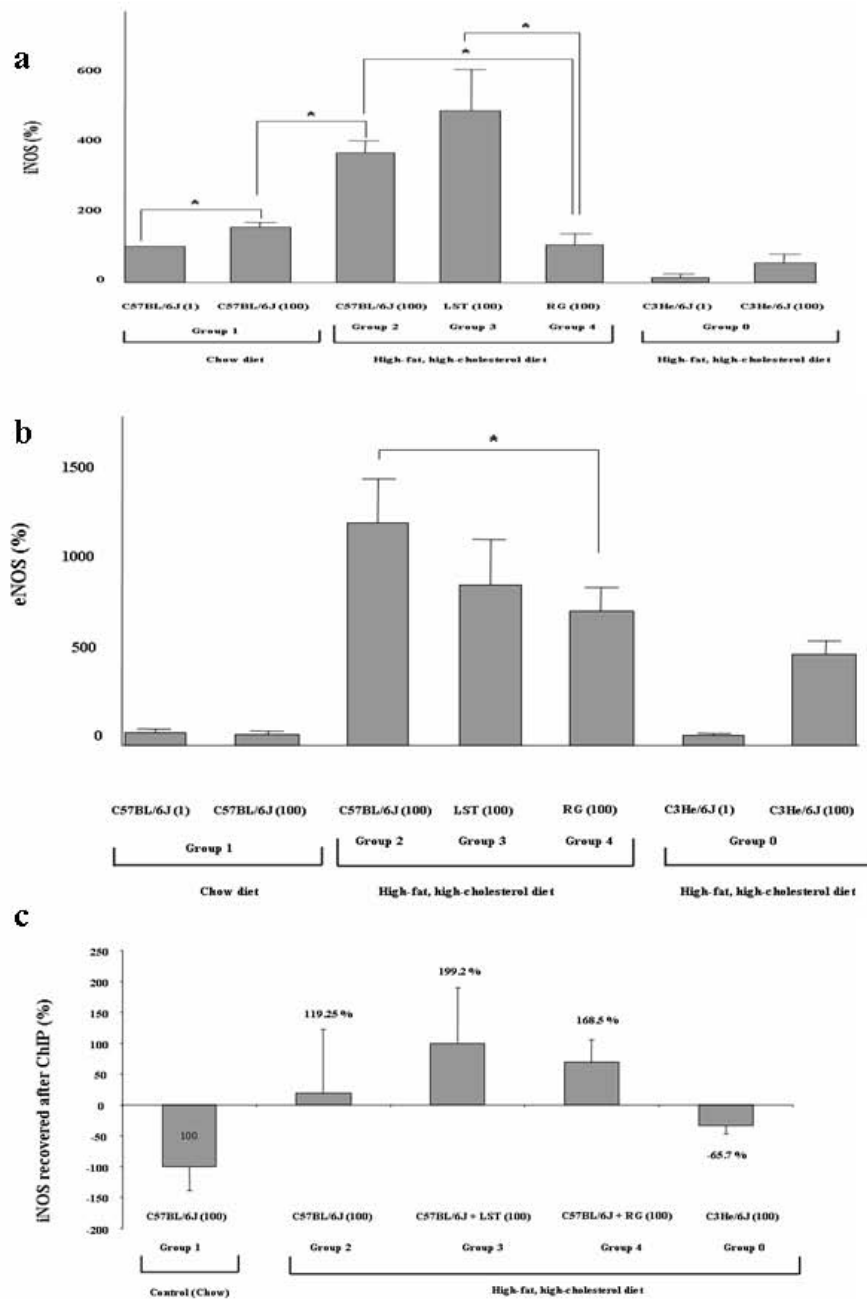 a
iNOS (%)
600
400
200
0
*
*
*
*
C57BL/6J (1) C57BL/6J (100) C57BL/6J (100) LST (100) RG (100) C3He/6J (1) C3He/6J (100)
Group 1 Group 2 Group 3 Group 4 Group 0
Chow diet High-fat, high-cholesterol diet High-fat, high-cholesterol diet
b
eNOS (%)
1500
1000
500
0
*
C57BL/6J (1) C57BL/6J (100) C57BL/6J (100) LST (100) RG (100) C3He/6J (1) C3He/6J (100)
Group 1 Group 2 Group 3 Group 4 Group 0
Chow diet High-fat, high-cholesterol diet High-fat, high-cholesterol diet
c
iNOS recovered after ChIP (%)
250
200
150
100
50
0
-50
-100
-150
-200
100
119.25 %
199.2 %
168.5 %
-65.7 %
C57BL/6J (100) C57BL/6J (100) C57BL/6J + LST (100) C57BL/6J + RG (100) C3He/6J (100)
Group 1 Group 2 Group 3 Group 4 Group 0
Control (Chow) High-fat, high-cholesterol diet